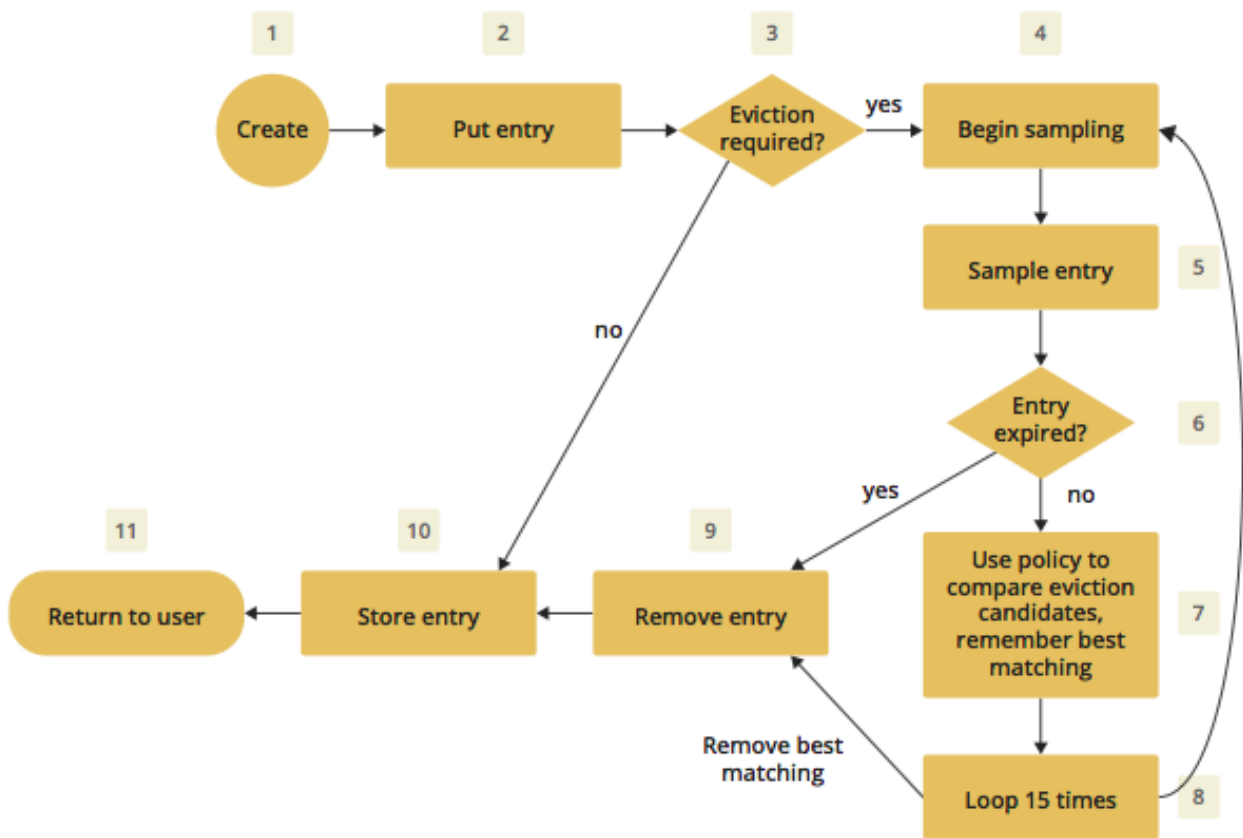 1
2
3
4
Create
Put entry
Eviction
required?
yes
Begin sampling
Sample entry
5
no
Entry
expired?
6
yes
no
11
10
9
Use policy to
compare eviction
candidates,
remember best
matching
7
Return to user
Store entry
Remove entry
Remove best
matching
Loop 15 times
8